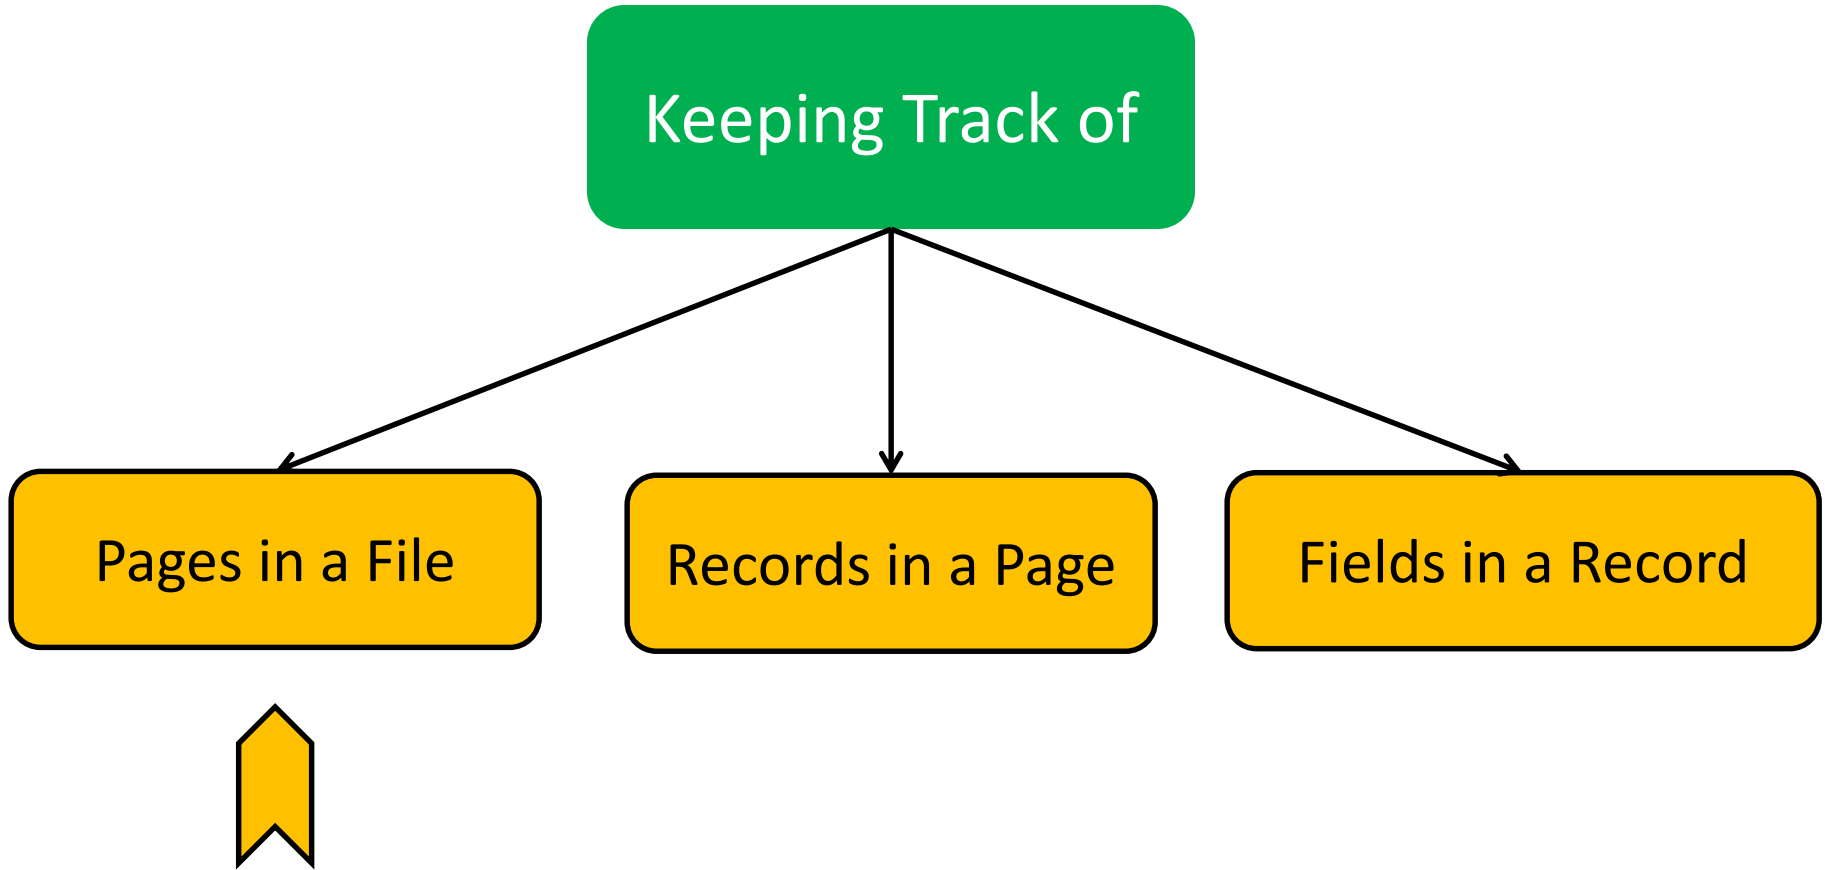 Keeping Track of
Pages in a File
Records in a Page
Fields in a Record